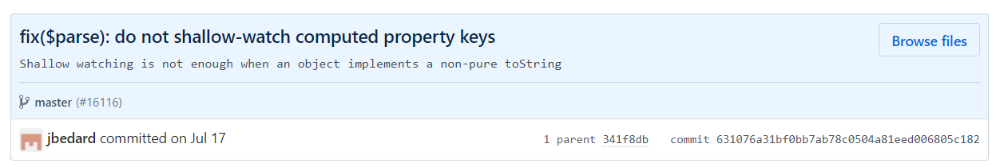 fix($parse): do not shallow-watch computed property keys
Browse files
Shallow watching is not enough when an object implements a non-pure toString
master (#16116)
jbedard committed on Jul 17
1 parent 341f8db
commit 631076a31bf0bb7ab78c0504a81eed006805c182